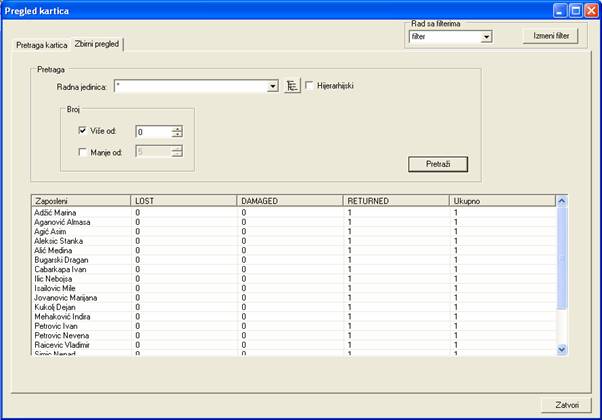 Pregled kartica
Rad sa filterima
filter
Izmeni filter
Pretraga kartica
Zbirni pregled
Pretraga
Radna jedinica:
*
Hijerarhijski
Broj
Više od:
0
Manje od:
5
Pretraži
Zaposleni LOST DAMAGED RETURNED Ukupno
Adžić Marina 0 0 1 1
Aganović Almasa 0 0 1 1
Agić Asim 0 0 1 1
Aleksic Stanka 0 0 1 1
Alić Medina 0 0 1 1
Bugarski Dragan 0 0 1 1
Cabarkapa Ivan 0 0 1 1
Ilic Nebojsa 0 0 1 1
Isailovic Mile 0 0 1 1
Jovanovic Marijana 0 0 1 1
Kukolj Dejan 0 0 1 1
Mehaković Indira 0 0 1 1
Petrovic Ivan 0 0 1 1
Petrovic Nevena 0 0 1 1
Raicevic Vladimir 0 0 1 1
Simic Nenad 0 0 1 1
Zatvori